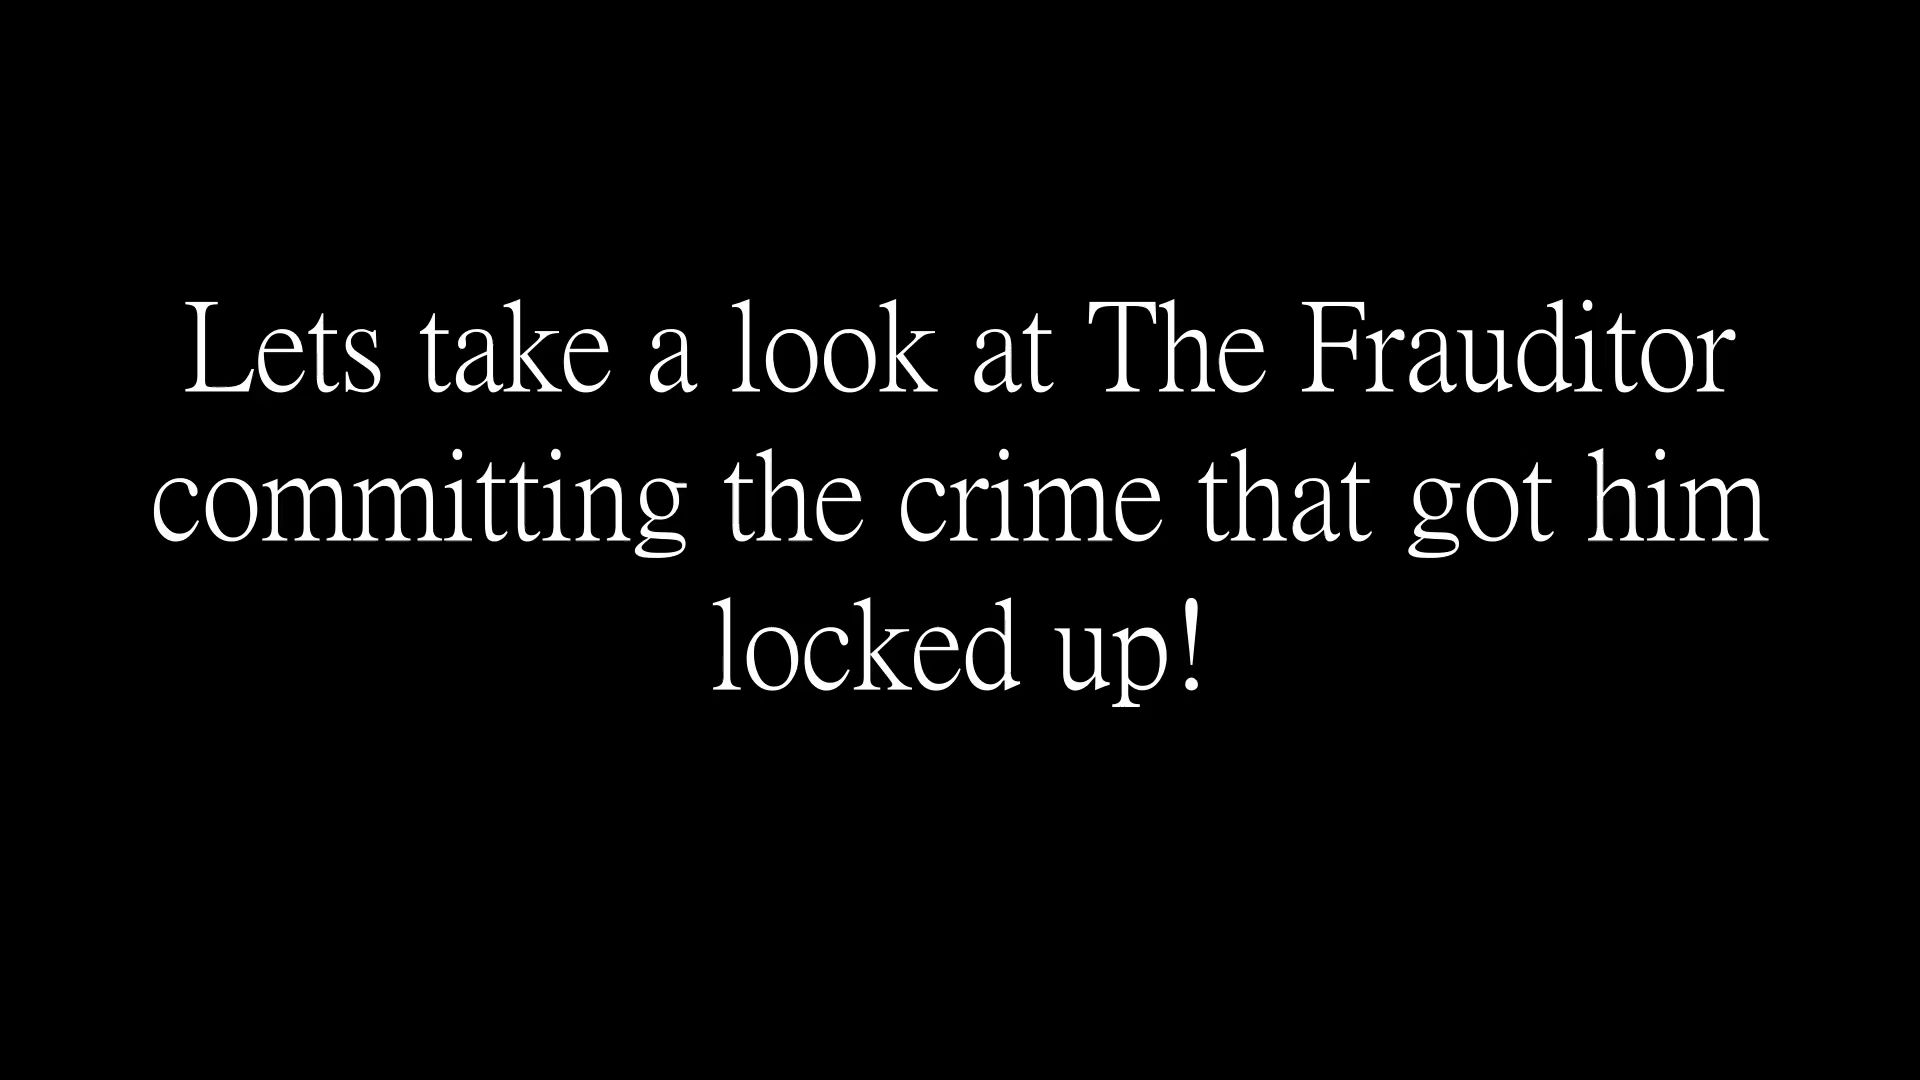 Lets take a look at The Frauditor
committing the crime that got him
locked up!